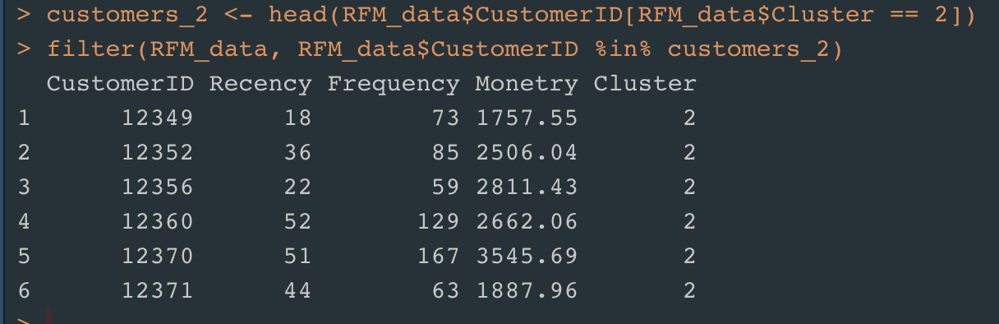 > customers_2 <- head(RFM_data$CustomerID[RFM_data$Cluster == 2])
> filter(RFM_data, RFM_data$CustomerID %in% customers_2)
CustomerID Recency Frequency Monetry Cluster
1 12349 18 73 1757.55 2
2 12352 36 85 2506.04 2
3 12356 22 59 2811.43 2
4 12360 52 129 2662.06 2
5 12370 51 167 3545.69 2
6 12371 44 63 1887.96 2
>